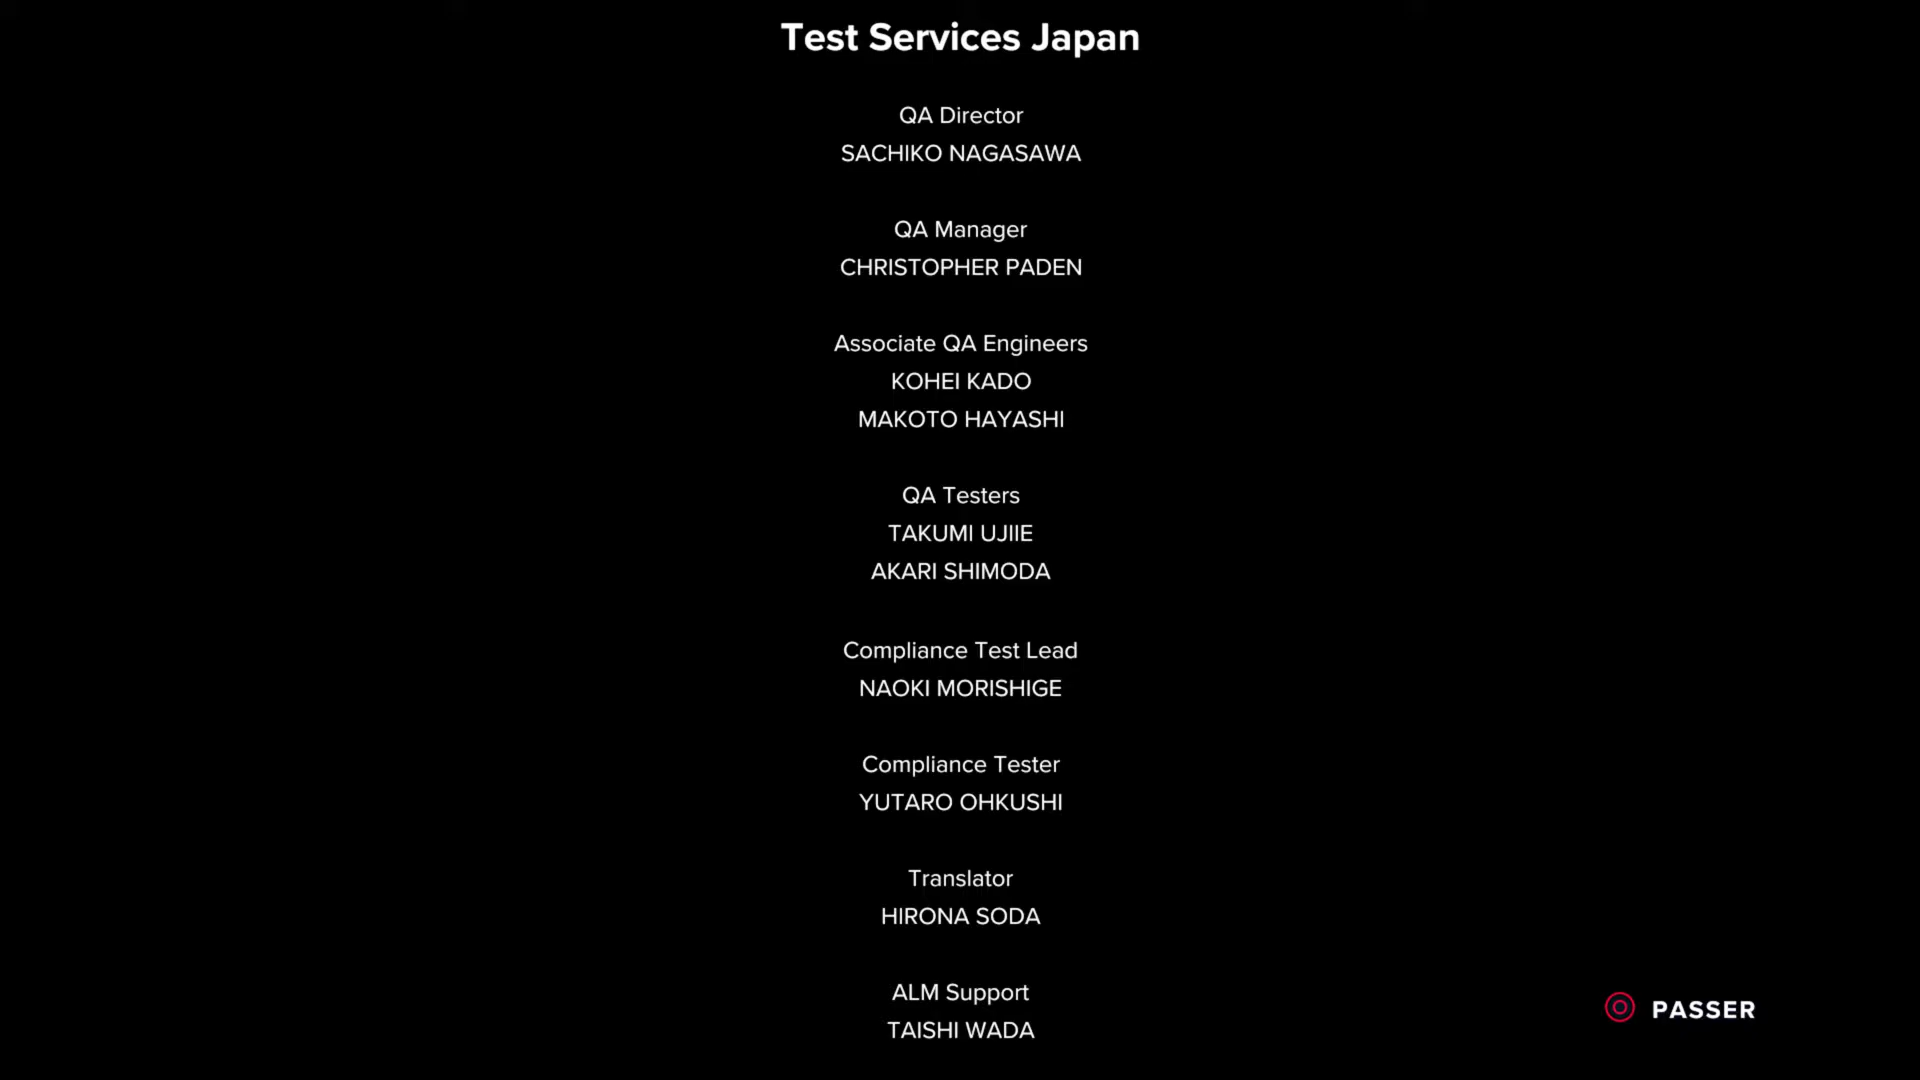 Test Services Japan
QA Director
SACHIKO NAGASAWA
QA Manager
CHRISTOPHER PADEN
Associate QA Engineers
KOHEI KADO
MAKOTO HAYASHI
QA Testers
TAKUMI UJIIE
AKARI SHIMODA
Compliance Test Lead
NAOKI MORISHIGE
Compliance Tester
YUTARO OHKUSHI
Translator
HIRONA SODA
ALM Support
TAISHI WADA
PASSER